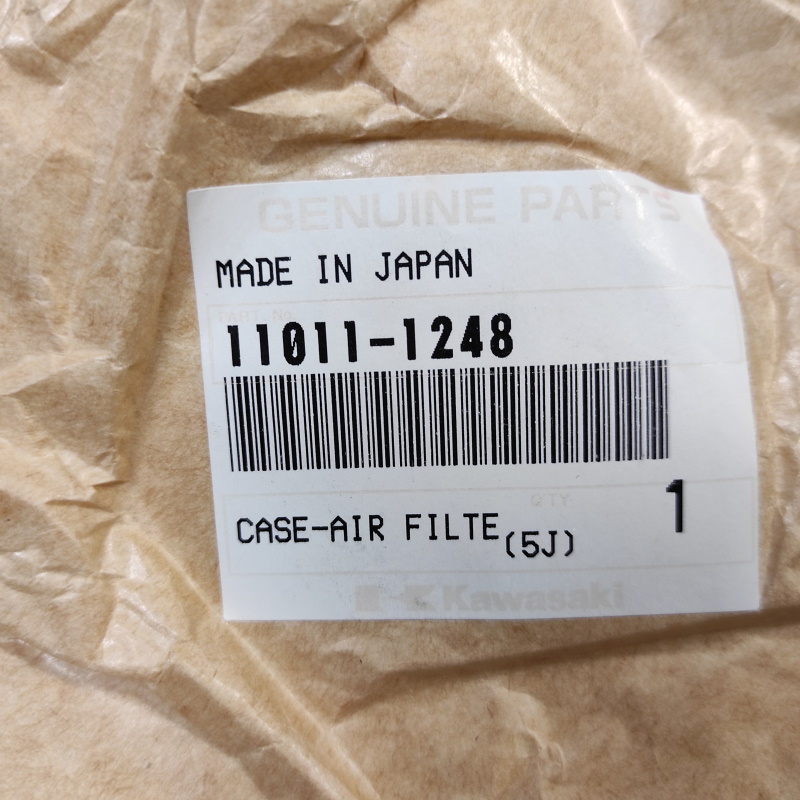 GENUINE PARTS
MADE IN JAPAN
PART No.
11011-1248
QTY
1
CASE-AIR FILTE(5J)
Kawasaki